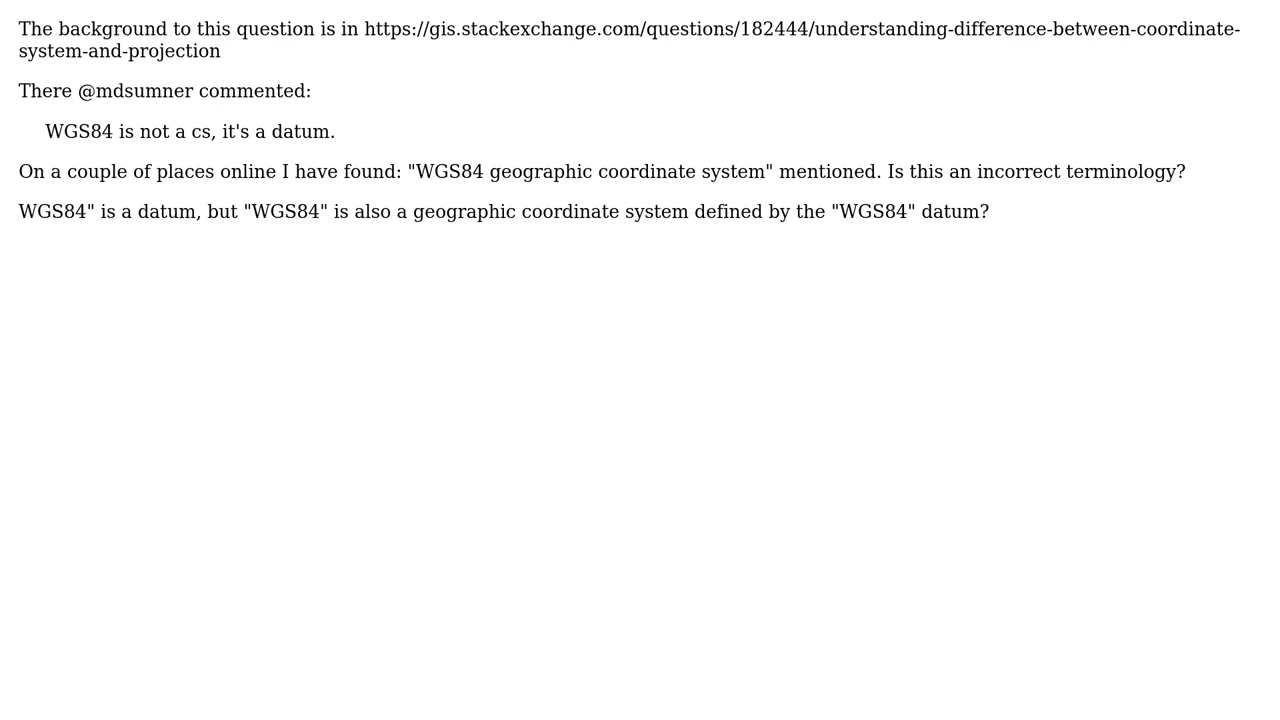 The background to this question is in https://gis.stackexchange.com/questions/182444/understanding-difference-between-coordinate-
system-and-projection
There @mdsumner commented:
WGS84 is not a cs, it's a datum.
On a couple of places online I have found: "WGS84 geographic coordinate system" mentioned. Is this an incorrect terminology?
WGS84" is a datum, but "WGS84" is also a geographic coordinate system defined by the "WGS84" datum?